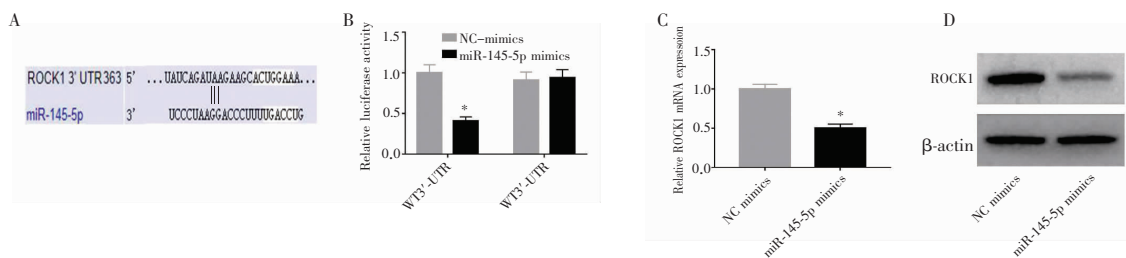 A
ROCK1 3' UTR363 5' ...UAUCAGAUAAGAAGCACUGGAAA...
miR-145-5p 3' UCCCUAAGGACCCUUUUGACCUG
B
Relative luciferase activity
1.5
1.0
0.5
0.0
NC-mimics
miR-145-5p mimics
*
WT3'-UTR
WT3'-UTR
C
Relative ROCK1 mRNA expressoion
1.5
1.0
0.5
0.0
*
NC mimics
miR-145-5p mimics
D
ROCK1
β-actin
NC mimics
miR-145-5p mimics